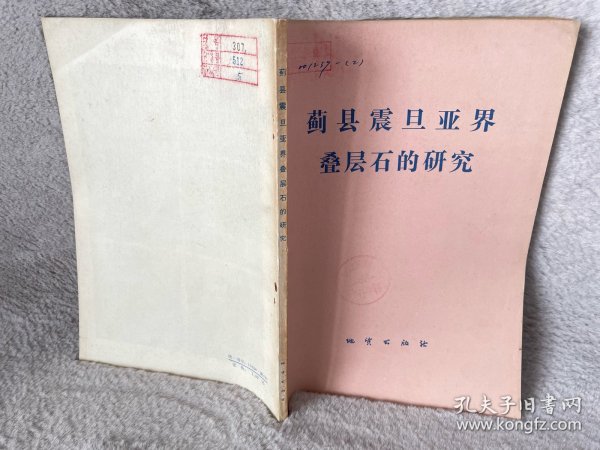 307
512
5
蓟县震旦亚界叠层石的研究
蓟县震旦亚界
叠层石的研究
地质出版社
孔夫子旧书网
www.kongfz.com